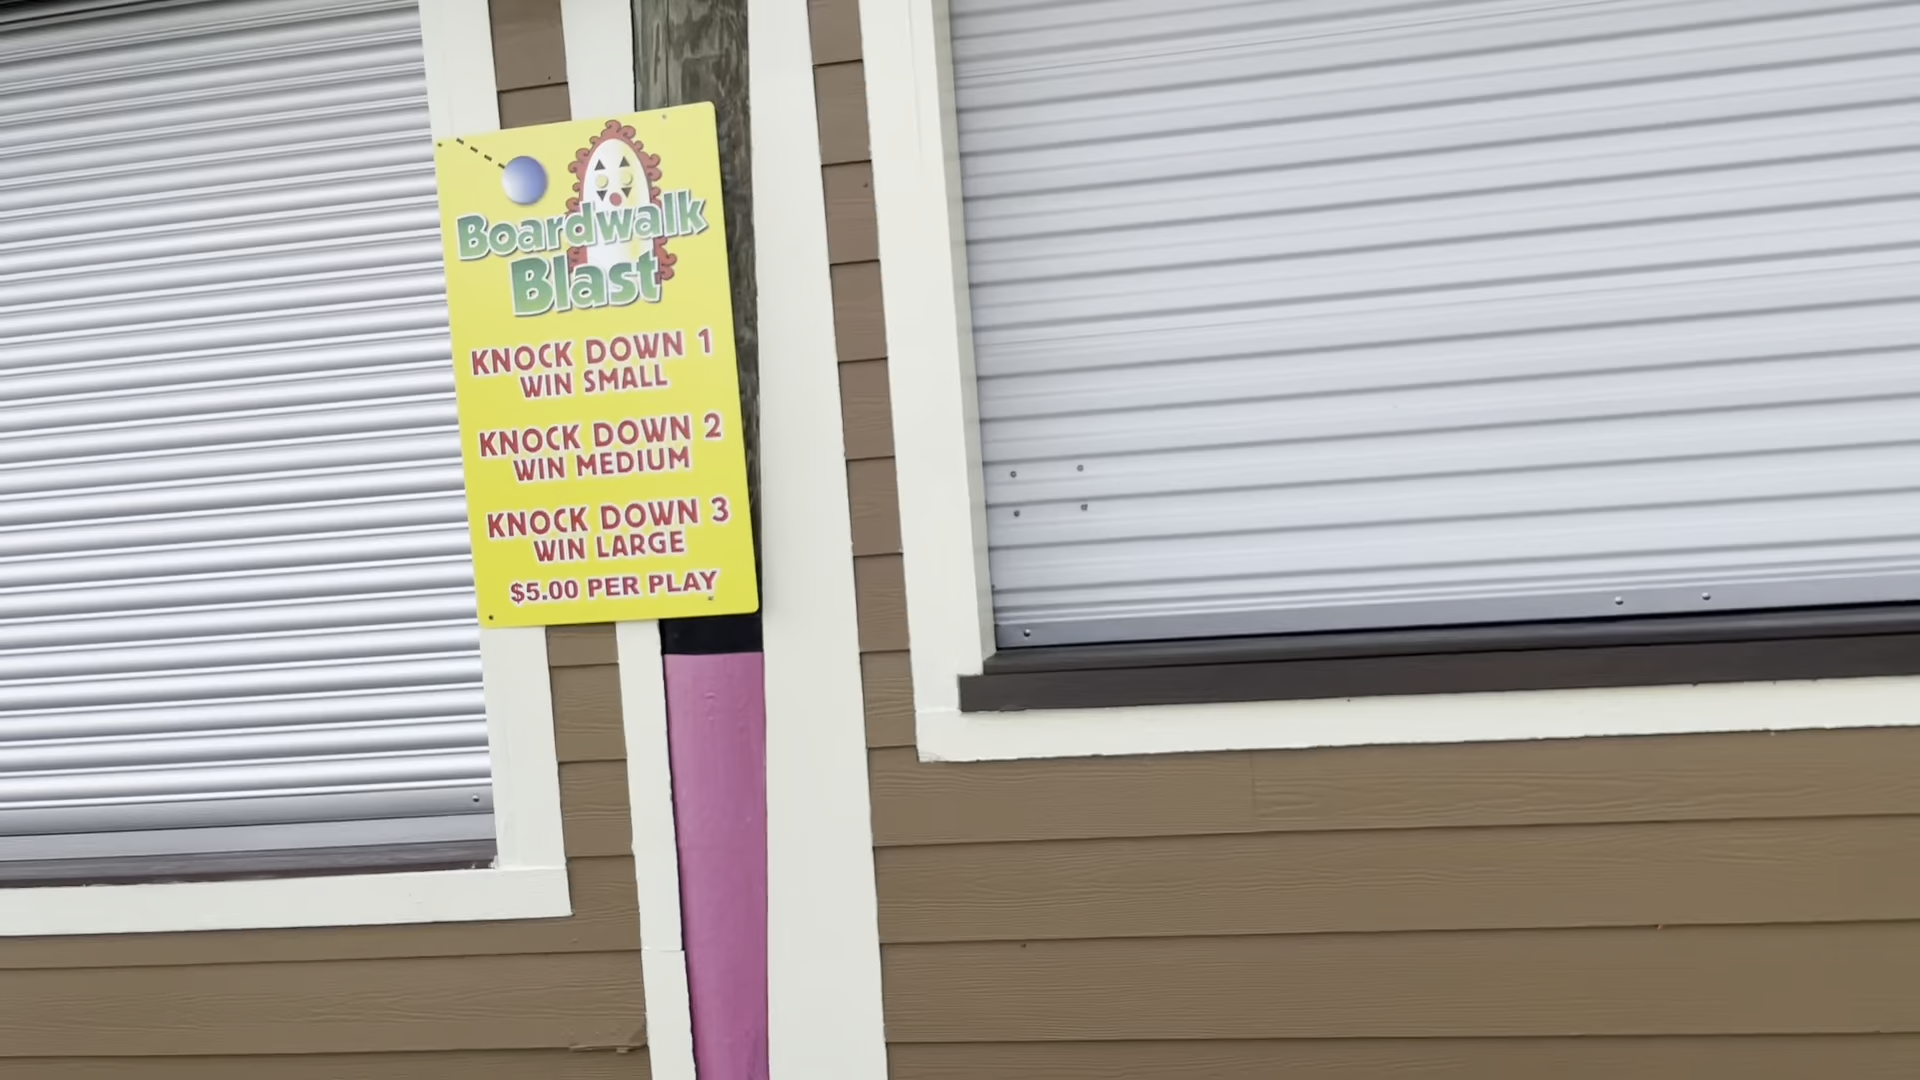 Boardwalk
Blast
KNOCK DOWN 1
WIN SMALL
KNOCK DOWN 2
WIN MEDIUM
KNOCK DOWN 3
WIN LARGE
$5.00 PER PLAY